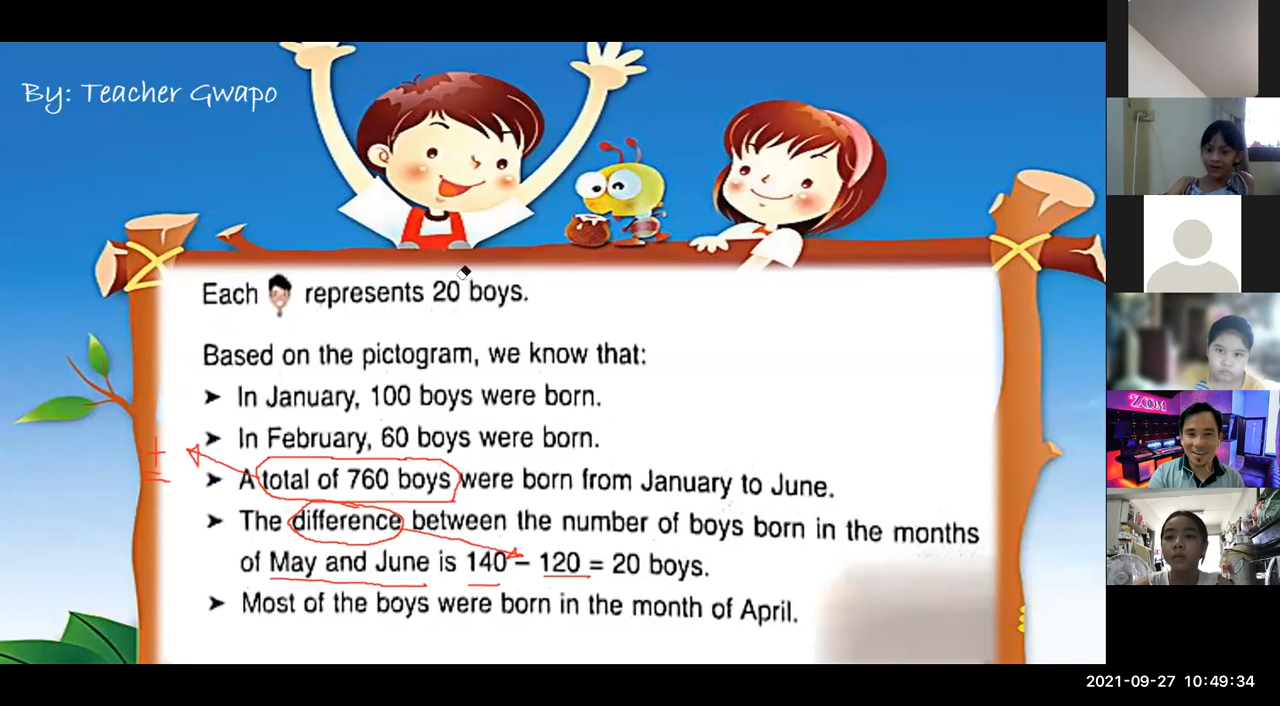 By: Teacher Gwapo
Each represents 20 boys.
Based on the pictogram, we know that:
➤ In January, 100 boys were born.
➤ In February, 60 boys were born.
+
➤ A total of 760 boys were born from January to June.
➤ The difference between the number of boys born in the months
of May and June is 140 – 120 = 20 boys.
➤ Most of the boys were born in the month of April.
ZOOM
2021-09-27 10:49:34